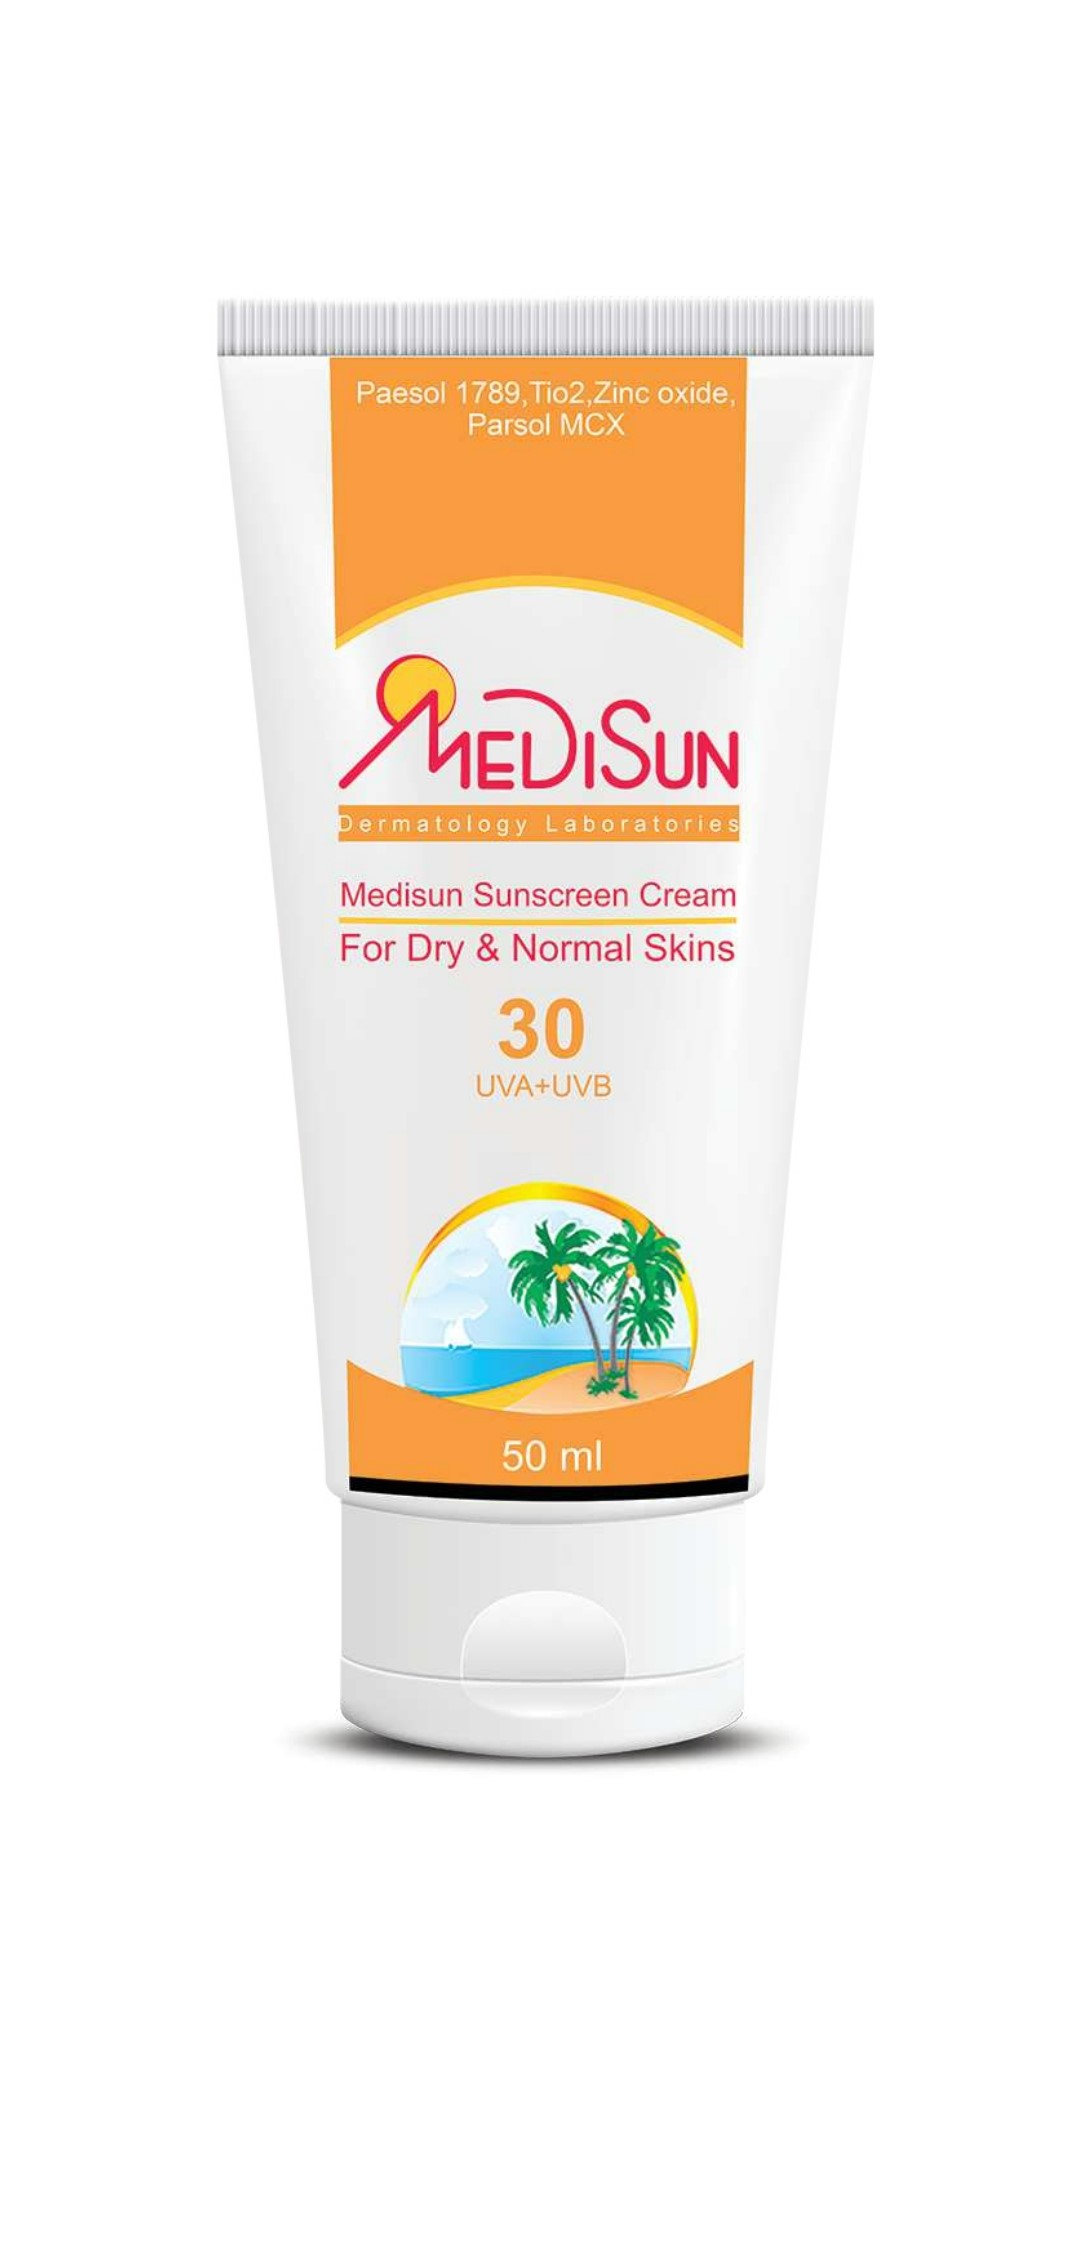 Paesol 1789,Tio2,Zinc oxide,
Parsol MCX
MEDISUN
Dermatology Laboratories
Medisun Sunscreen Cream
For Dry & Normal Skins
30
UVA+UVB
50 ml